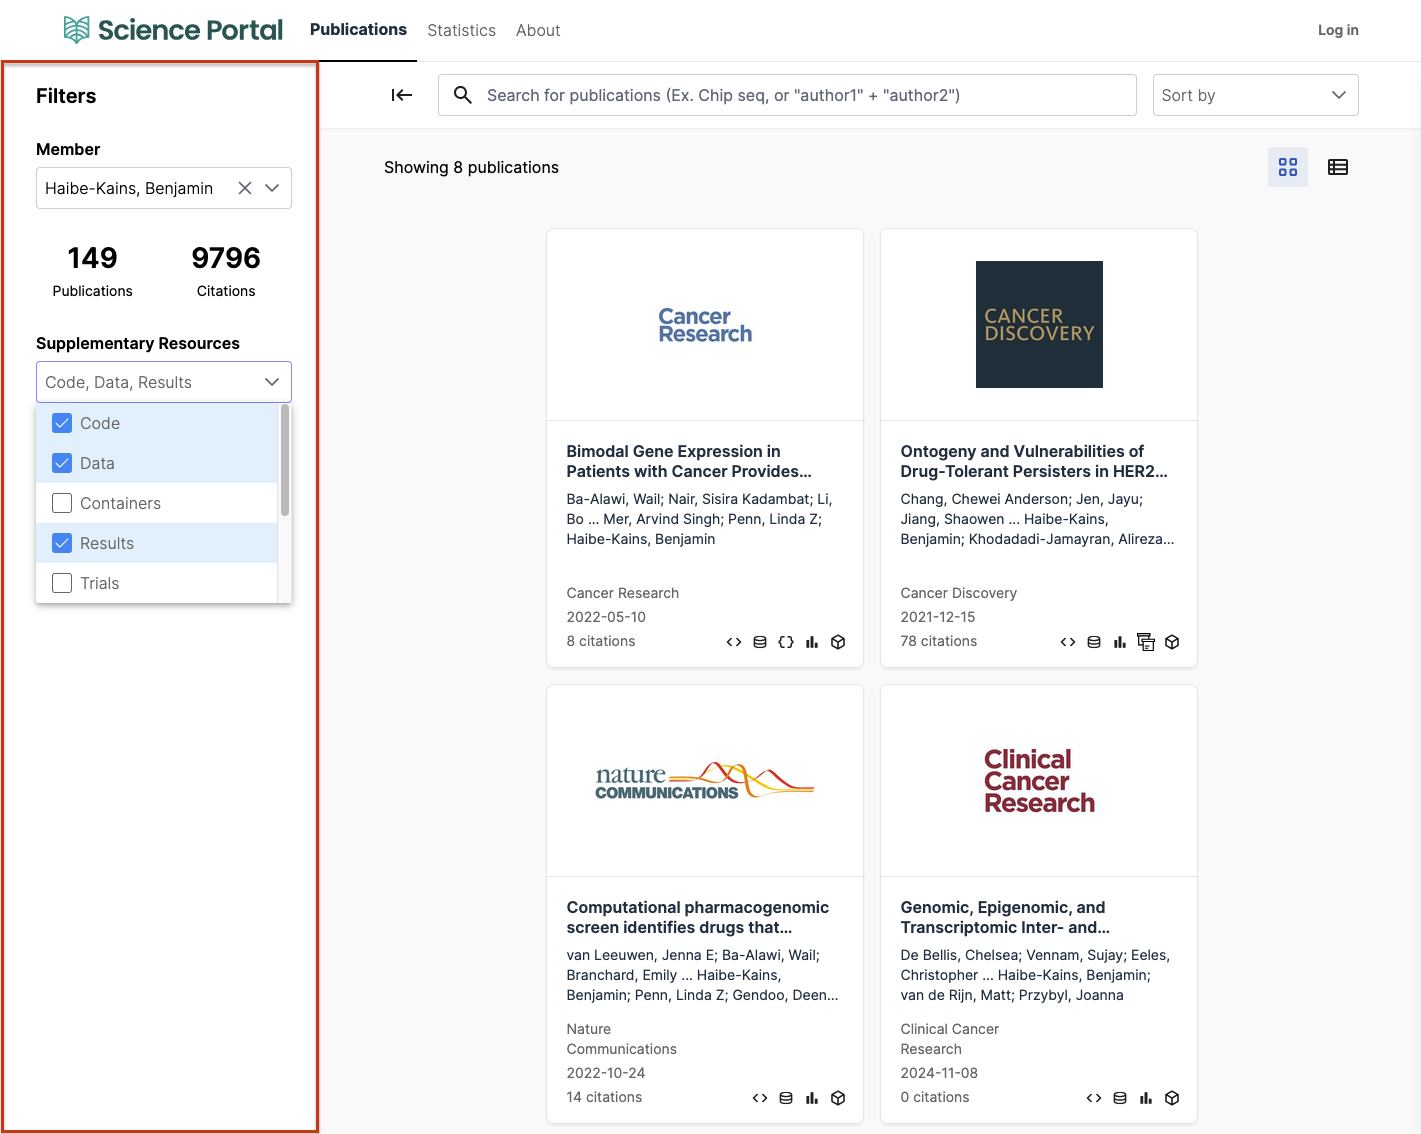 Science Portal
Publications
Statistics
About
Log in
Filters
Member
Haibe-Kains, Benjamin
149
Publications
9796
Citations
Supplementary Resources
Code, Data, Results
Code
Data
Containers
Results
Trials
Search for publications (Ex. Chip seq, or "author1" + "author2")
Sort by
Showing 8 publications
Cancer
Research
Bimodal Gene Expression in
Patients with Cancer Provides...
Ba-Alawi, Wail; Nair, Sisira Kadambat; Li,
Bo ... Mer, Arvind Singh; Penn, Linda Z;
Haibe-Kains, Benjamin
Cancer Research
2022-05-10
8 citations
CANCER
DISCOVERY
Ontogeny and Vulnerabilities of
Drug-Tolerant Persisters in HER2...
Chang, Chewei Anderson; Jen, Jayu;
Jiang, Shaowen ... Haibe-Kains,
Benjamin; Khodadadi-Jamayran, Alireza...
Cancer Discovery
2021-12-15
78 citations
nature
COMMUNICATIONS
Computational pharmacogenomic
screen identifies drugs that...
van Leeuwen, Jenna E; Ba-Alawi, Wail;
Branchard, Emily ... Haibe-Kains,
Benjamin; Penn, Linda Z; Gendoo, Deen...
Nature
Communications
2022-10-24
14 citations
Clinical
Cancer
Research
Genomic, Epigenomic, and
Transcriptomic Inter- and...
De Bellis, Chelsea; Vennam, Sujay; Eeles,
Christopher ... Haibe-Kains, Benjamin;
van de Rijn, Matt; Przybyl, Joanna
Clinical Cancer
Research
2024-11-08
0 citations